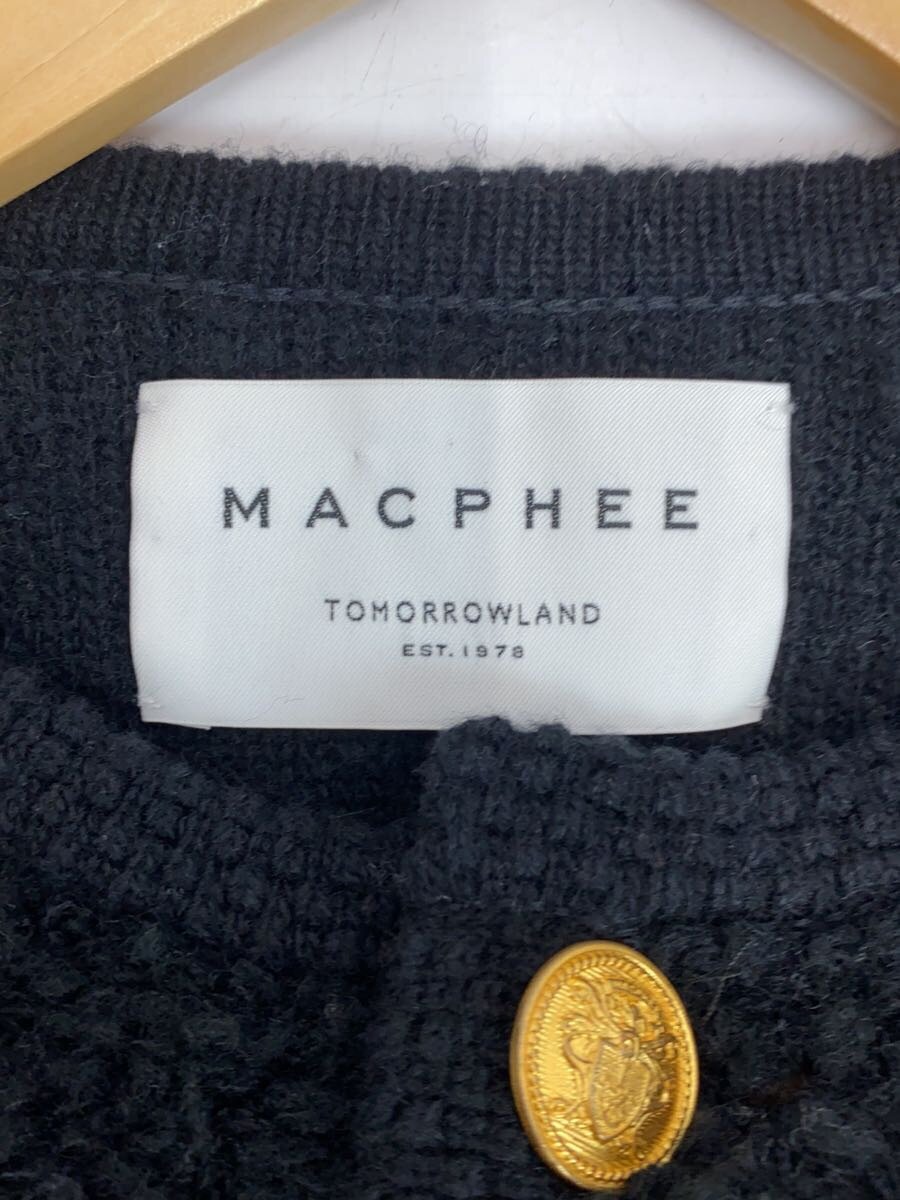 MACPHEE
TOMORROWLAND
EST. 1978